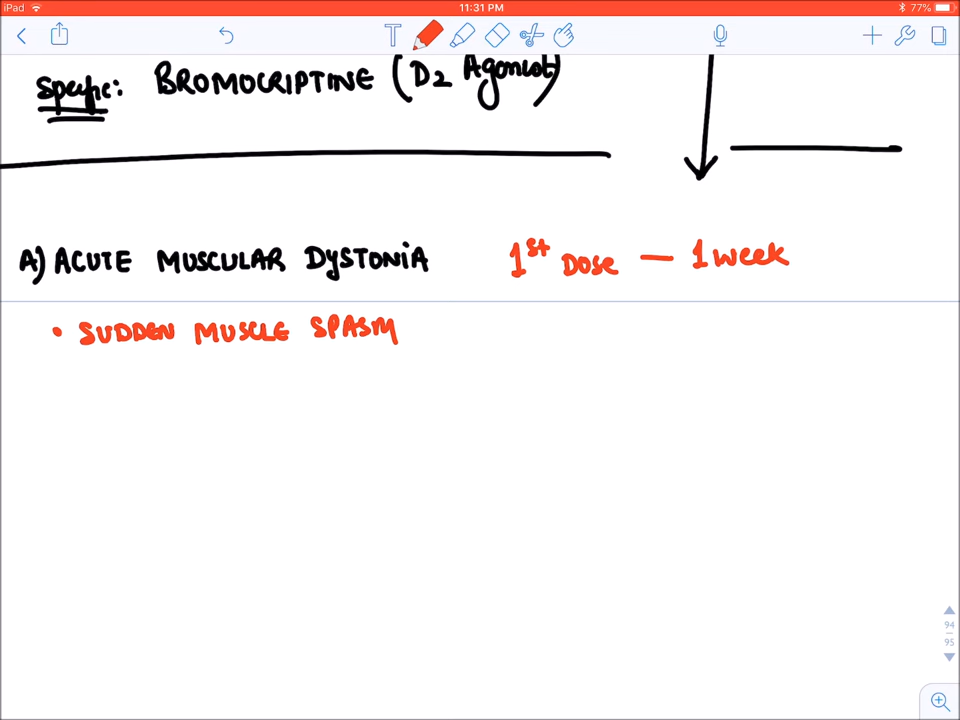 iPad 11:31 PM 77%
T
Specific: BROMOCRIPTINE (D2 Agonist)
A) ACUTE MUSCULAR DYSTONIA 1st DOSE — 1 WEEK
• SUDDEN MUSCLE SPASM
94
95